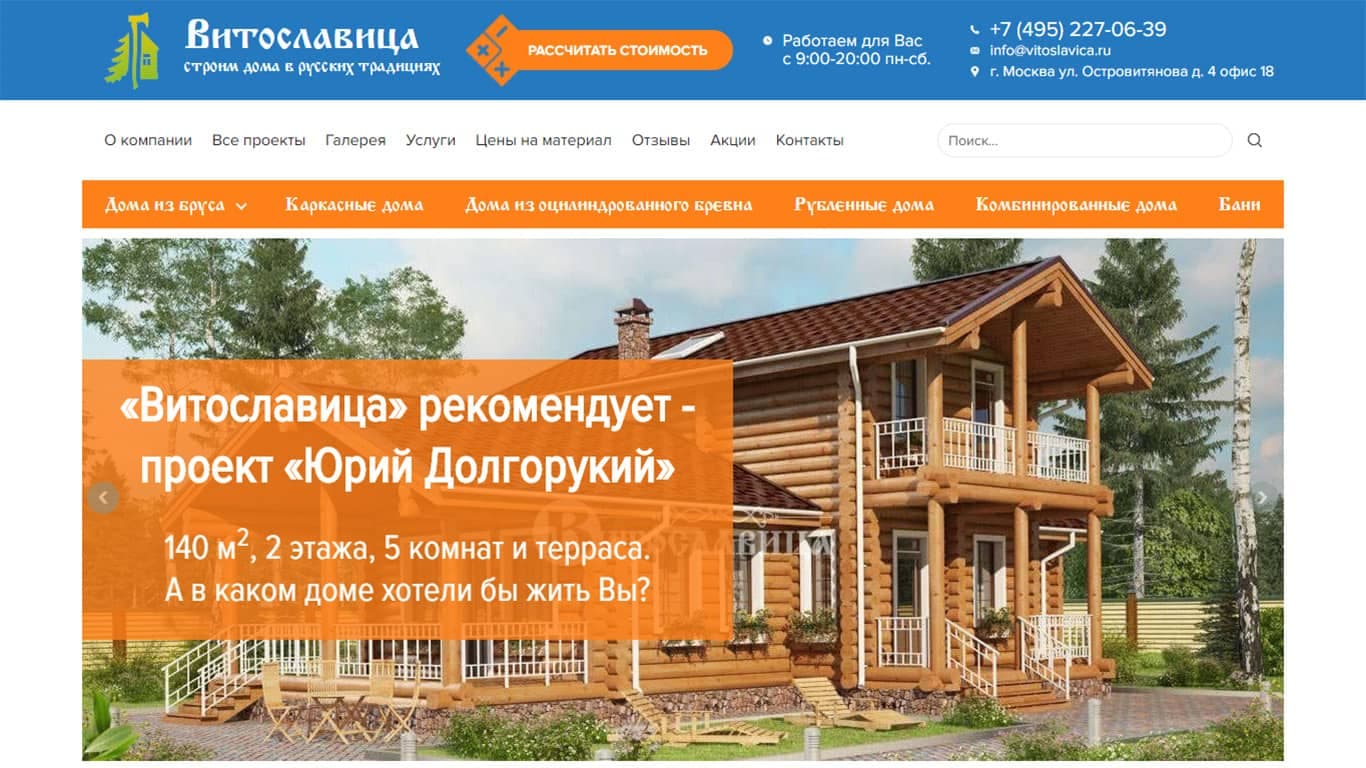 Витославица
строим дома в русских традициях
РАССЧИТАТЬ СТОИМОСТЬ
Работаем для Вас
с 9:00-20:00 пн-сб.
+7 (495) 227-06-39
info@vitoslavica.ru
г. Москва ул. Островитянова д. 4 офис 18
О компании Все проекты Галерея Услуги Цены на материал Отзывы Акции Контакты
Поиск...
Дома из бруса Каркасные дома Дома из оцилиндрованного бревна Рубленные дома Комбинированные дома Бани
«Витославица» рекомендует -
проект «Юрий Долгорукий»
Витославица
140 м², 2 этажа, 5 комнат и терраса.
А в каком доме хотели бы жить Вы?